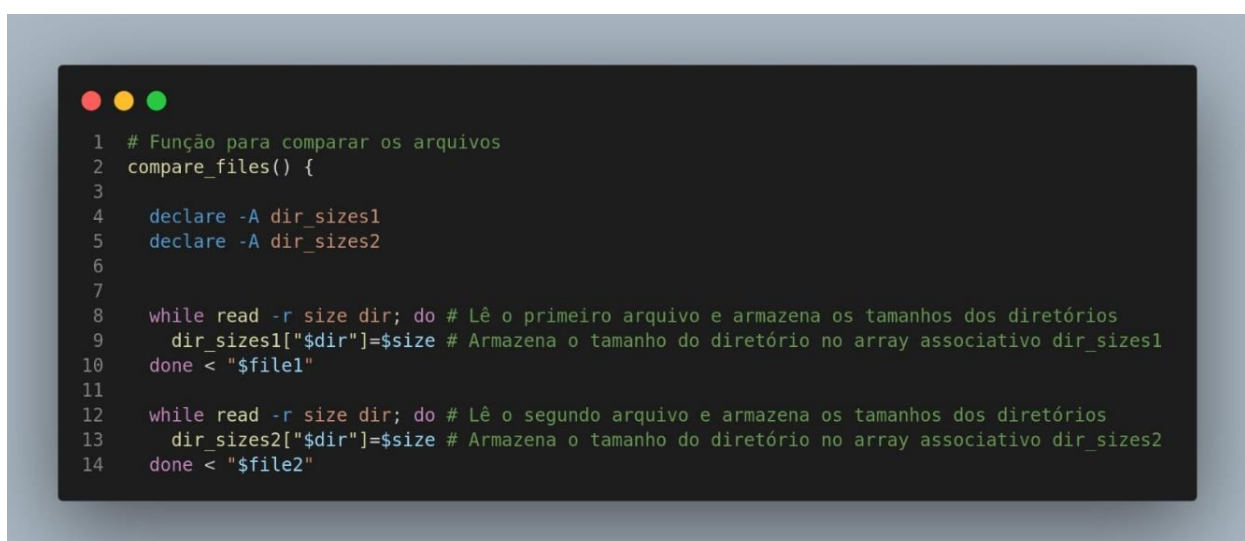 1 # Função para comparar os arquivos
2 compare_files() {
3
4 declare -A dir_sizes1
5 declare -A dir_sizes2
6
7
8 while read -r size dir; do # Lê o primeiro arquivo e armazena os tamanhos dos diretórios
9 dir_sizes1["$dir"]=$size # Armazena o tamanho do diretório no array associativo dir_sizes1
10 done < "$file1"
11
12 while read -r size dir; do # Lê o segundo arquivo e armazena os tamanhos dos diretórios
13 dir_sizes2["$dir"]=$size # Armazena o tamanho do diretório no array associativo dir_sizes2
14 done < "$file2"